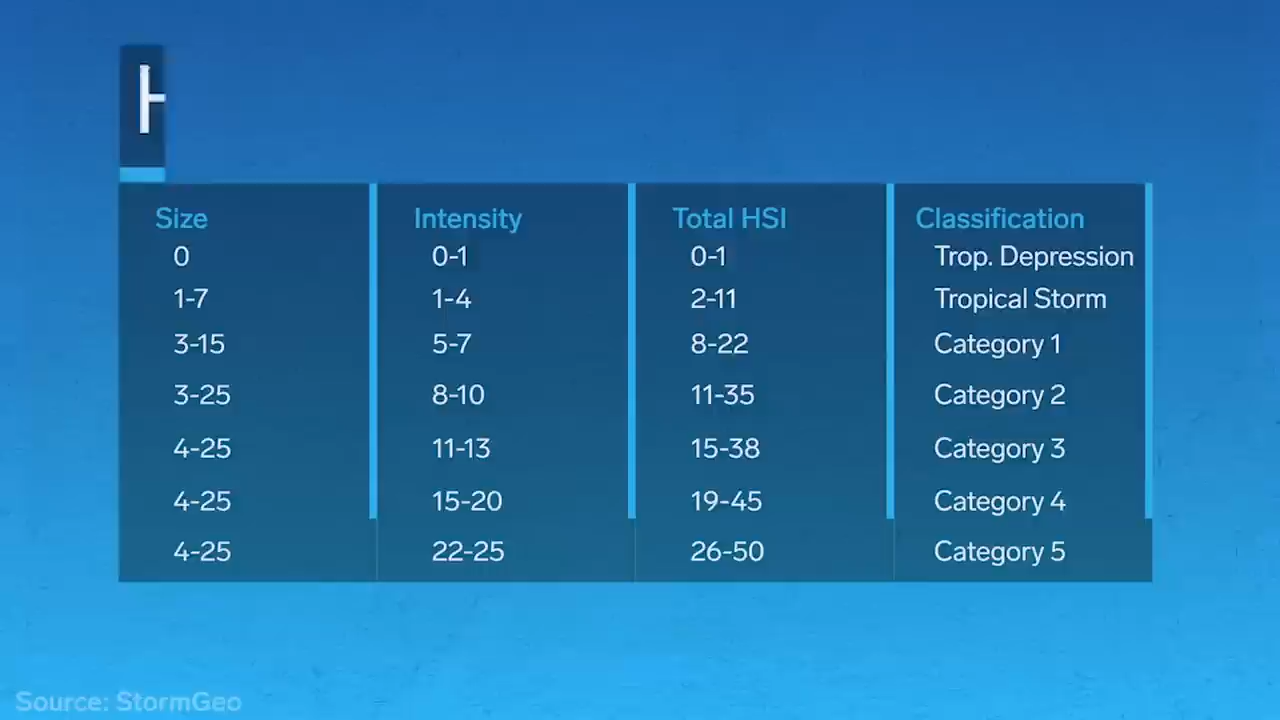 H
Size Intensity Total HSI Classification
0 0-1 0-1 Trop. Depression
1-7 1-4 2-11 Tropical Storm
3-15 5-7 8-22 Category 1
3-25 8-10 11-35 Category 2
4-25 11-13 15-38 Category 3
4-25 15-20 19-45 Category 4
4-25 22-25 26-50 Category 5
Source: StormGeo